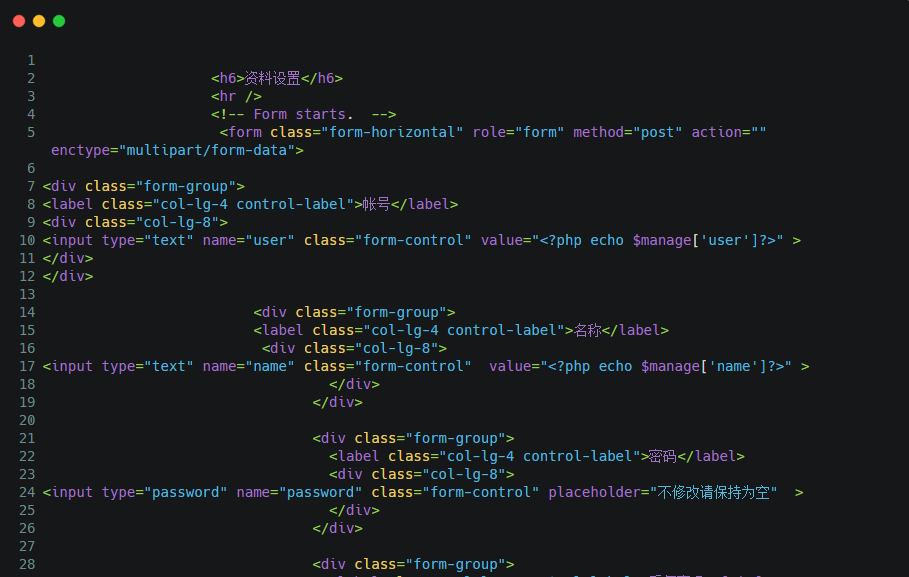 1
2 <h6>资料设置</h6>
3 <hr />
4 <!-- Form starts.  -->
5 <form class="form-horizontal" role="form" method="post" action=""
enctype="multipart/form-data">
6
7 <div class="form-group">
8 <label class="col-lg-4 control-label">帐号</label>
9 <div class="col-lg-8">
10 <input type="text" name="user" class="form-control" value="<?php echo $manage['user']?>" >
11 </div>
12 </div>
13
14 <div class="form-group">
15 <label class="col-lg-4 control-label">名称</label>
16 <div class="col-lg-8">
17 <input type="text" name="name" class="form-control"  value="<?php echo $manage['name']?>" >
18 </div>
19 </div>
20
21 <div class="form-group">
22 <label class="col-lg-4 control-label">密码</label>
23 <div class="col-lg-8">
24 <input type="password" name="password" class="form-control" placeholder="不修改请保持为空"  >
25 </div>
26 </div>
27
28 <div class="form-group">